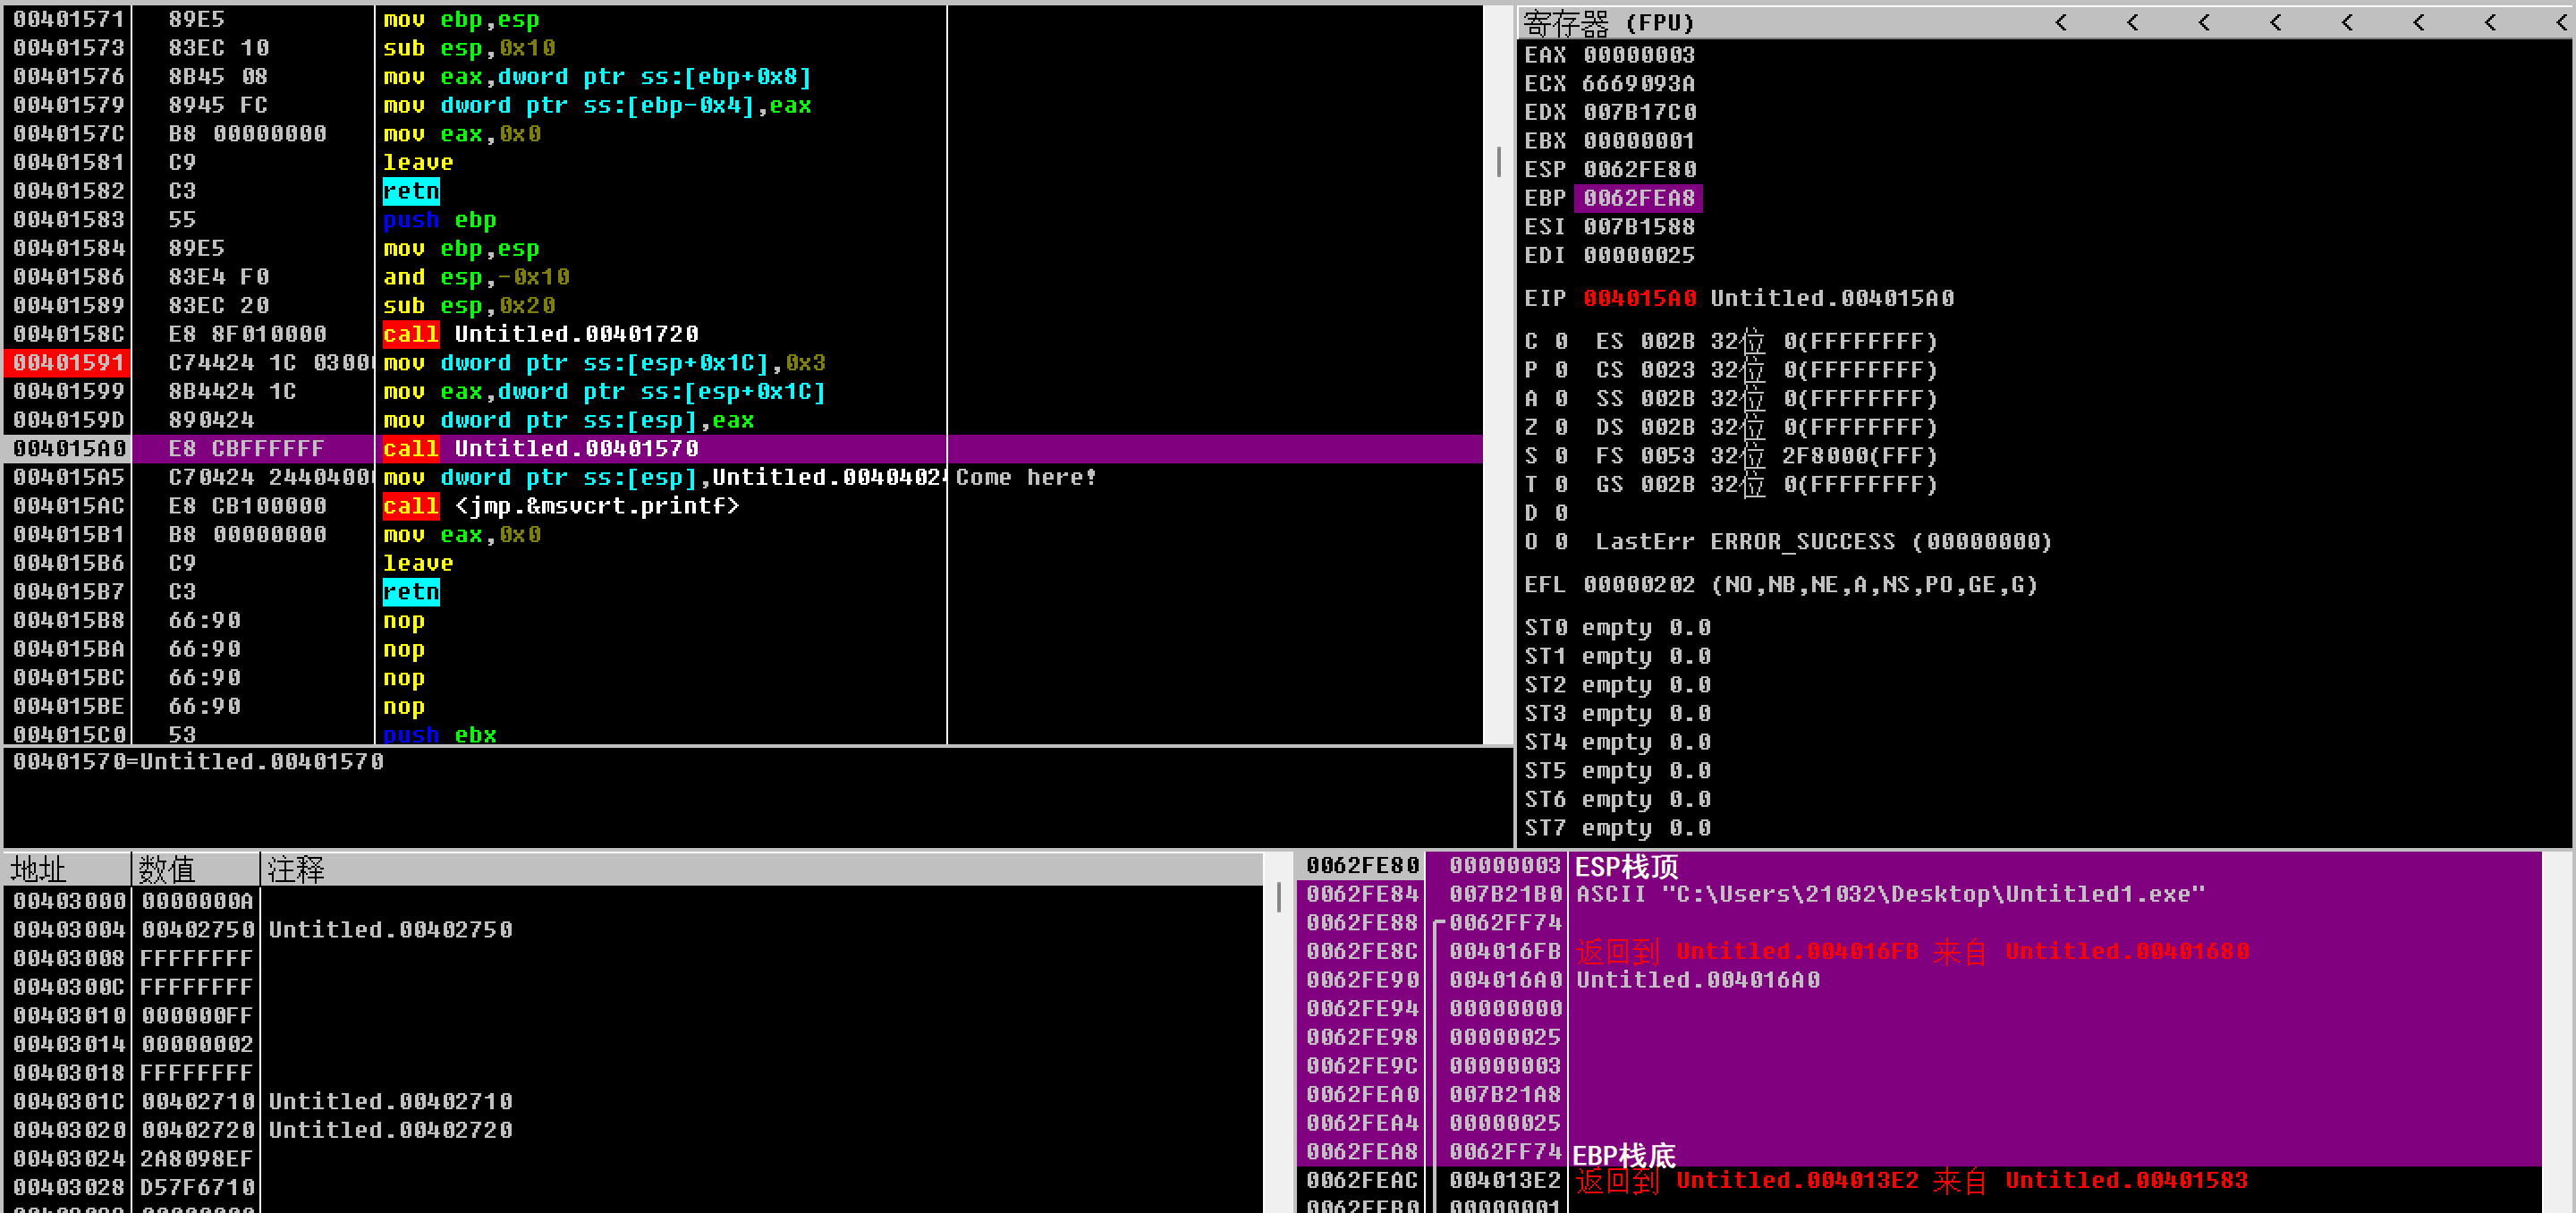 00401571 89E5 mov ebp,esp
00401573 83EC 10 sub esp,0x10
00401576 8B45 08 mov eax,dword ptr ss:[ebp+0x8]
00401579 8945 FC mov dword ptr ss:[ebp-0x4],eax
0040157C B8 00000000 mov eax,0x0
00401581 C9 leave
00401582 C3 retn
00401583 55 push ebp
00401584 89E5 mov ebp,esp
00401586 83E4 F0 and esp,-0x10
00401589 83EC 20 sub esp,0x20
0040158C E8 8F010000 call Untitled.00401720
00401591 C74424 1C 0300 mov dword ptr ss:[esp+0x1C],0x3
00401599 8B4424 1C mov eax,dword ptr ss:[esp+0x1C]
0040159D 890424 mov dword ptr ss:[esp],eax
004015A0 E8 CBFFFFFF call Untitled.00401570
004015A5 C70424 24404000 mov dword ptr ss:[esp],Untitled.0040402 Come here!
004015AC E8 CB100000 call <jmp.&msvcrt.printf>
004015B1 B8 00000000 mov eax,0x0
004015B6 C9 leave
004015B7 C3 retn
004015B8 66:90 nop
004015BA 66:90 nop
004015BC 66:90 nop
004015BE 66:90 nop
004015C0 53 push ebx
00401570=Untitled.00401570
寄存器 (FPU) < < < < < < < <
EAX 00000003
ECX 6669093A
EDX 007B17C0
EBX 00000001
ESP 0062FE80
EBP 0062FEA8
ESI 007B1588
EDI 00000025
EIP 004015A0 Untitled.004015A0
C 0 ES 002B 32位 0(FFFFFFFF)
P 0 CS 0023 32位 0(FFFFFFFF)
A 0 SS 002B 32位 0(FFFFFFFF)
Z 0 DS 002B 32位 0(FFFFFFFF)
S 0 FS 0053 32位 2F8000(FFF)
T 0 GS 002B 32位 0(FFFFFFFF)
D 0
O 0 LastErr ERROR_SUCCESS (00000000)
EFL 00000202 (NO,NB,NE,A,NS,PO,GE,G)
ST0 empty 0.0
ST1 empty 0.0
ST2 empty 0.0
ST3 empty 0.0
ST4 empty 0.0
ST5 empty 0.0
ST6 empty 0.0
ST7 empty 0.0
地址 数值 注释
00403000 0000000A
00403004 00402750 Untitled.00402750
00403008 FFFFFFFF
0040300C FFFFFFFF
00403010 000000FF
00403014 00000002
00403018 FFFFFFFF
0040301C 00402710 Untitled.00402710
00403020 00402720 Untitled.00402720
00403024 2A8098EF
00403028 D57F6710
0062FE80 00000003 ESP栈顶
0062FE84 007B21B0 ASCII "C:\Users\21032\Desktop\Untitled1.exe"
0062FE88 0062FF74
0062FE8C 004016FB 返回到 Untitled.004016FB 来自 Untitled.00401680
0062FE90 004016A0 Untitled.004016A0
0062FE94 00000000
0062FE98 00000025
0062FE9C 00000003
0062FEA0 007B21A8
0062FEA4 00000025
0062FEA8 0062FF74 EBP栈底
0062FEAC 004013E2 返回到 Untitled.004013E2 来自 Untitled.00401583
0062FEB0 00000001